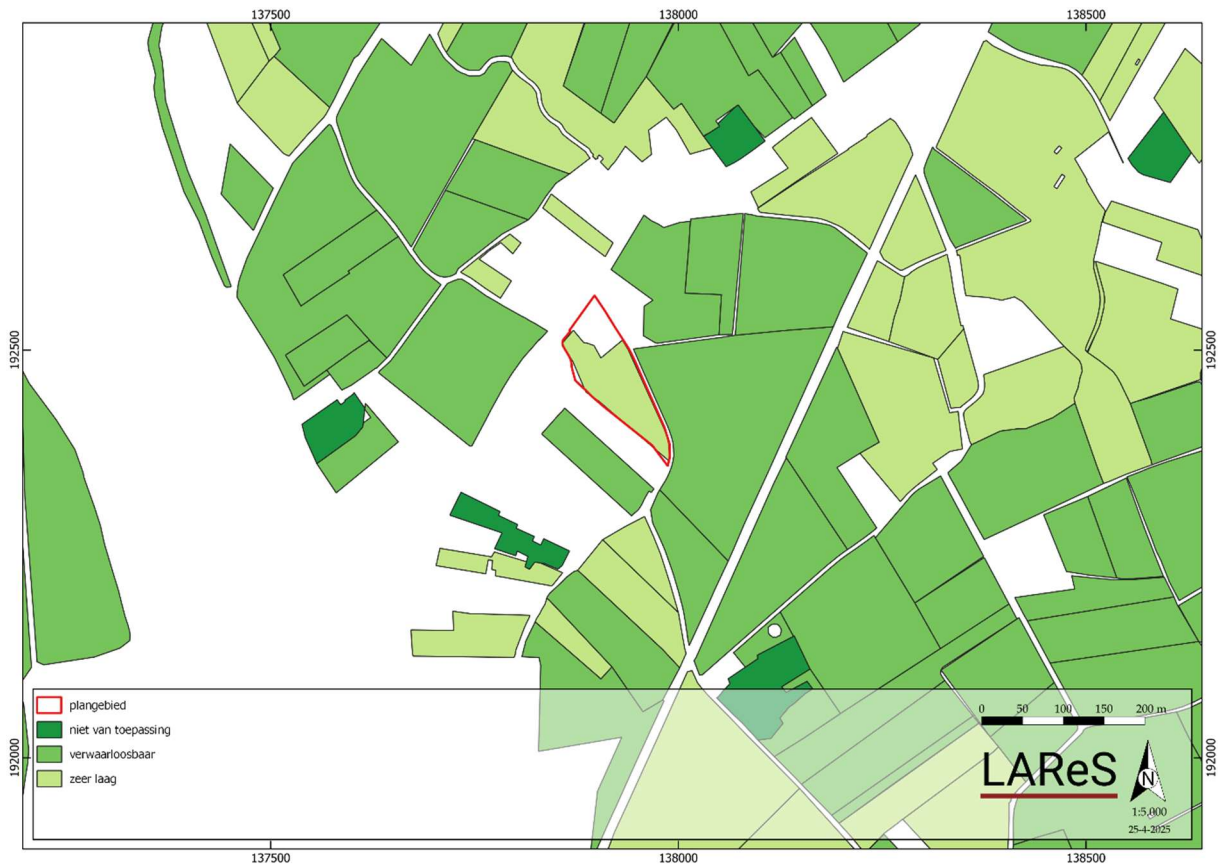 137500
138000
138500
192500
192500
192000
192000
plangebied
niet van toepassing
verwaarloosbaar
zeer laag
0 50 100 150 200 m
LAReS
N
1:5.000
25-4-2025
137500
138000
138500